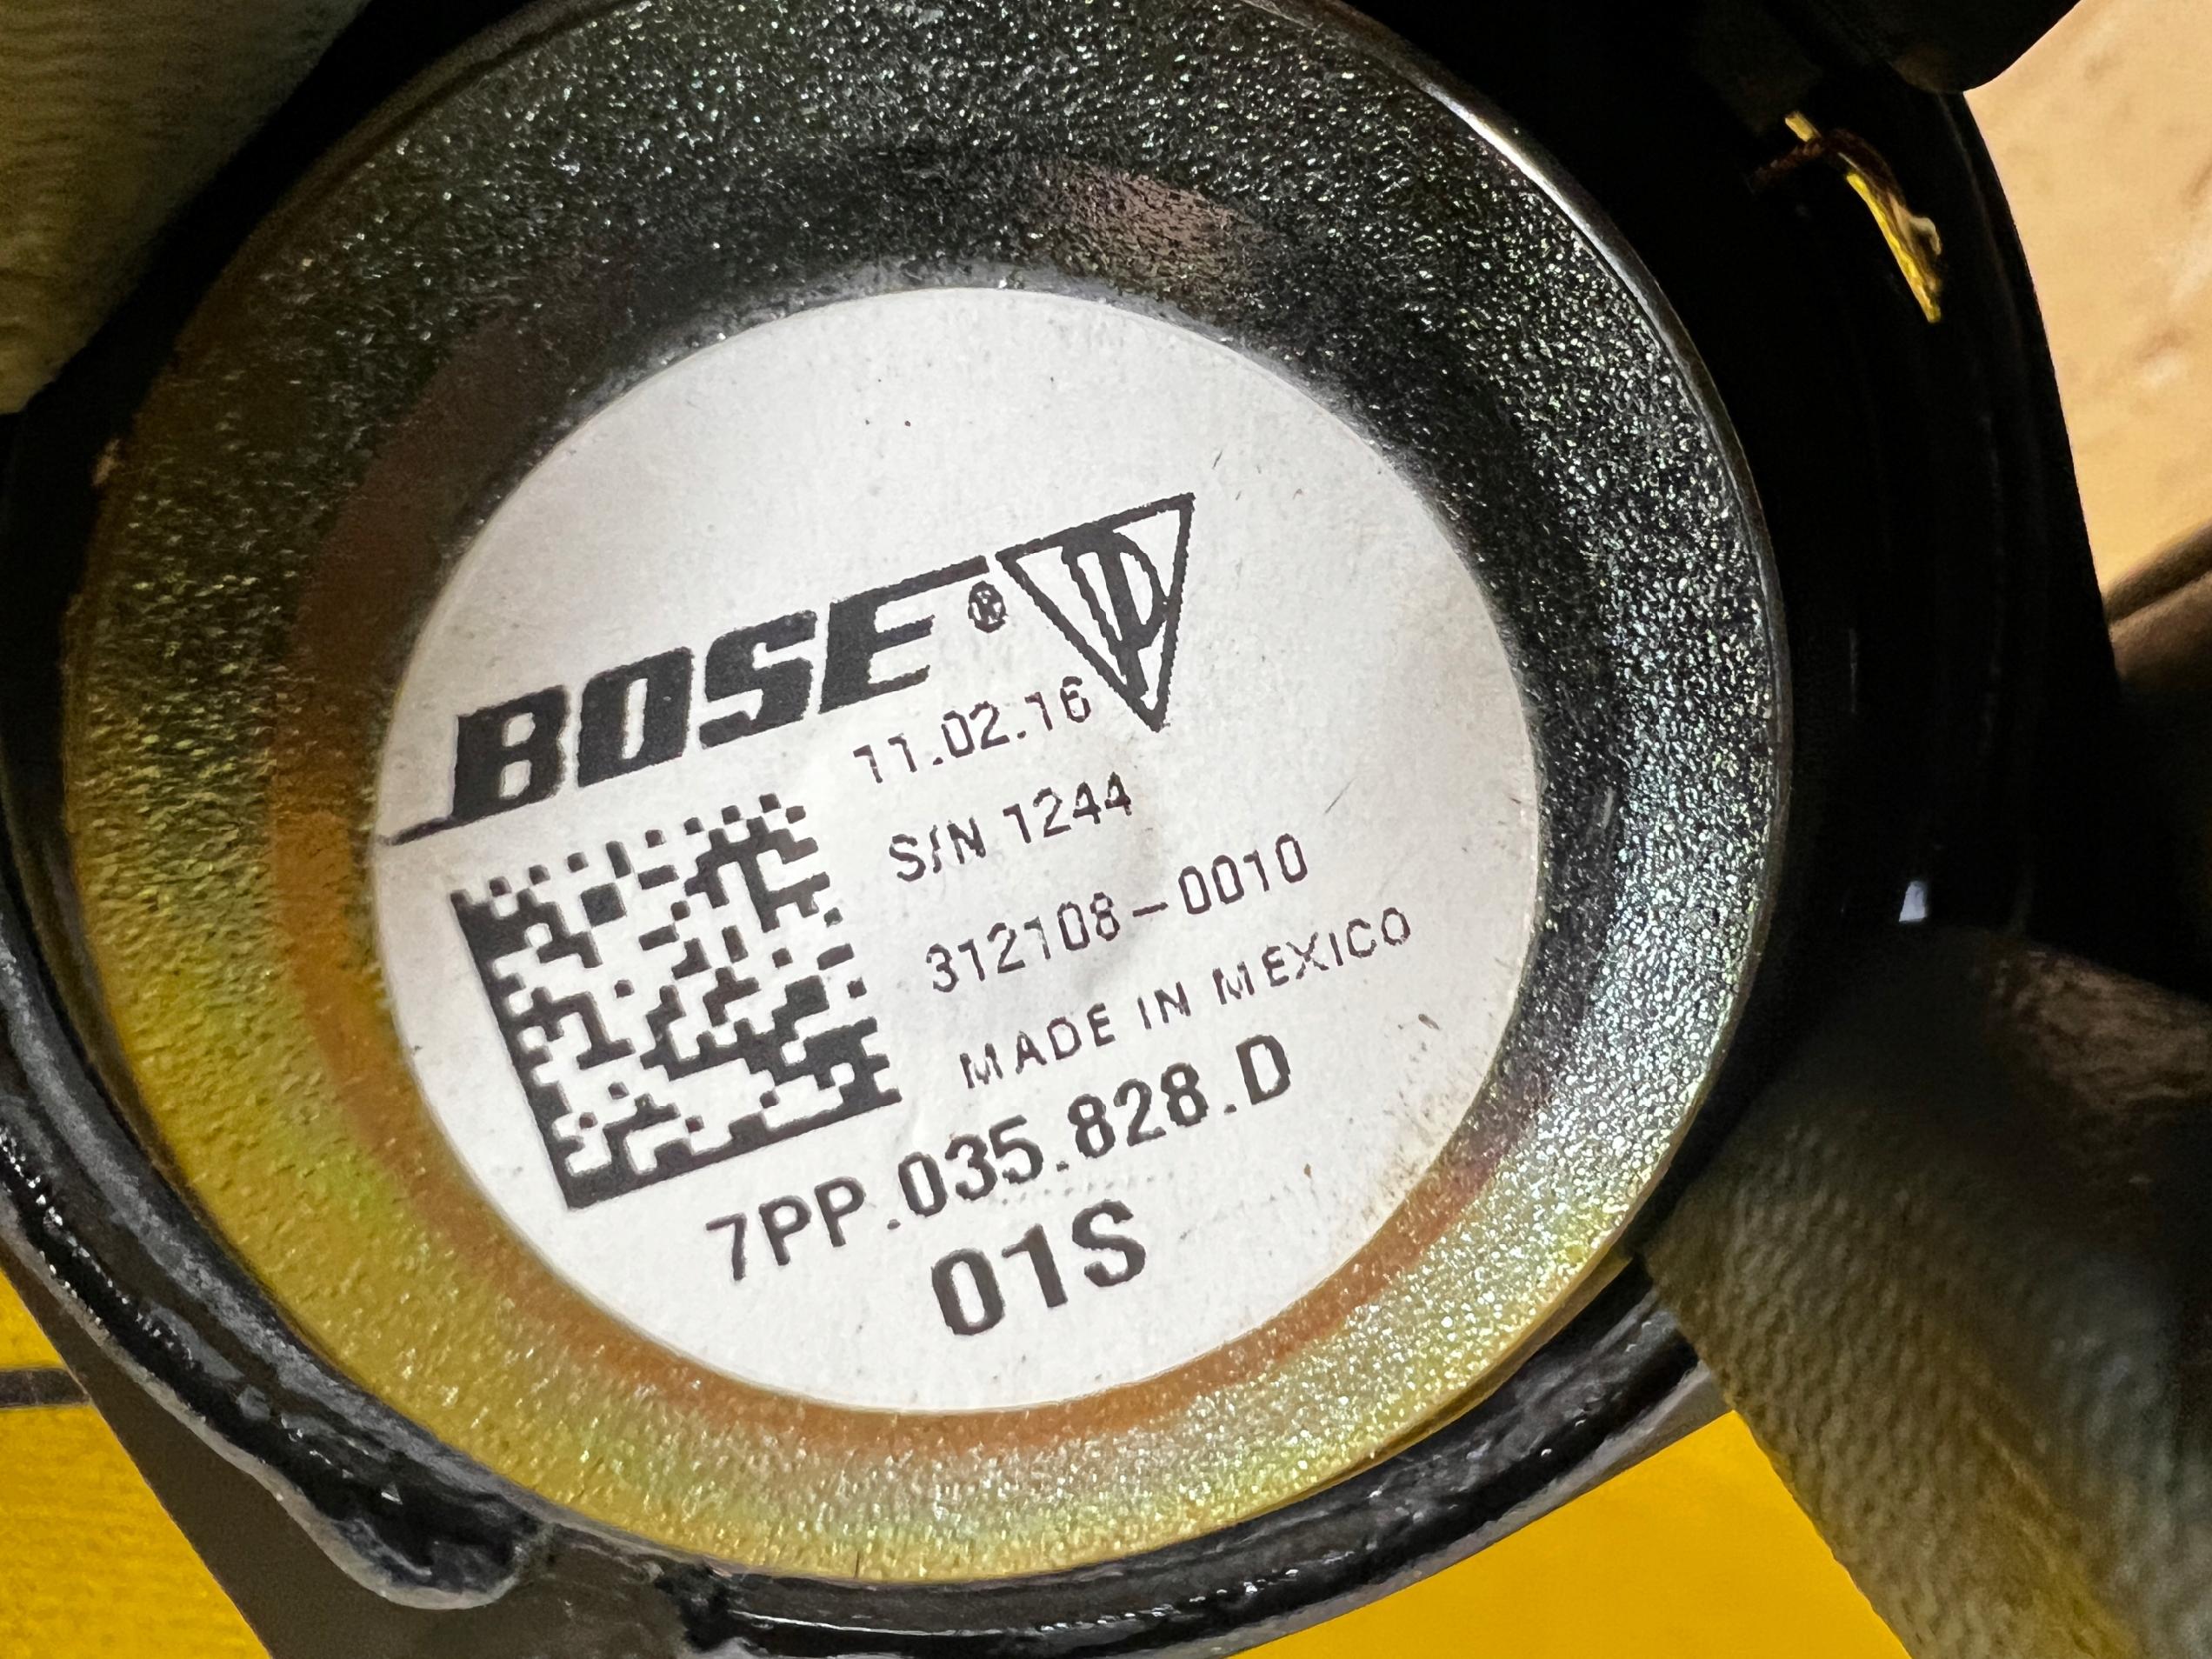 BOSE®
11.02.16
S/N 1244
312108-0010
MADE IN MEXICO
7PP.035.828.D
01S